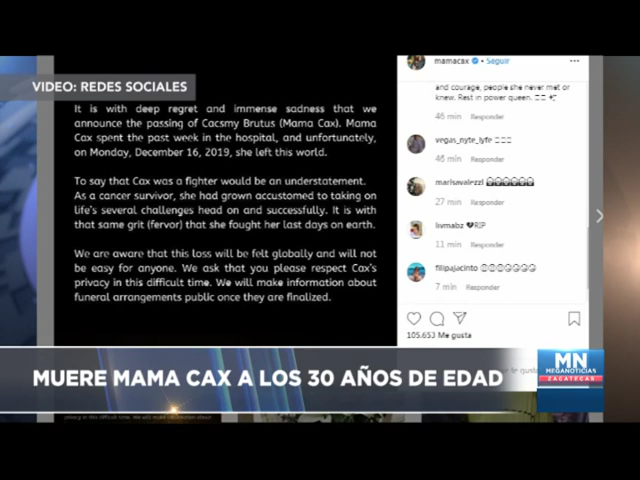 VIDEO: REDES SOCIALES
It is with deep regret and immense sadness that we
announce the passing of Cacsmy Brutus (Mama Cax). Mama
Cax spent the past week in the hospital, and unfortunately,
on Monday, December 16, 2019, she left this world.
To say that Cax was a fighter would be an understatement.
As a cancer survivor, she had grown accustomed to taking on
life's several challenges head on and successfully. It is with
that same grit (fervor) that she fought her last days on earth.
We are aware that this loss will be felt globally and will not
be easy for anyone. We ask that you please respect Cax's
privacy in this difficult time. We will make information about
funeral arrangements public once they are finalized.
mamacax • Seguir
and courage, people she never met or
knew. Rest in power queen.
46 min Responder
vegas_nyte_lyfe
46 min Responder
marisavalezzi
27 min Responder
livmabz 💔RIP
11 min Responder
filipajacinto
7 min Responder
105.653 Me gusta
MUERE MAMA CAX A LOS 30 AÑOS DE EDAD
MN
MEGANOTICIAS
ZACATECAS